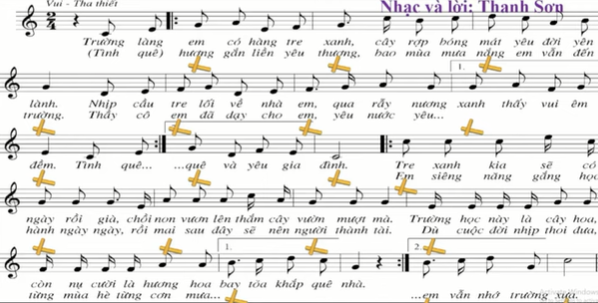 Vui - Tha thiết
Nhạc và lời: Thanh Sơn
2
4
Trường làng em có hàng tre xanh, cây rợp bóng mát yêu đời yên
(Tình quê) hương gắn liền yêu thương, bao mùa mưa nắng em vẫn đến
1.
lành. Nhịp cầu tre lối về nhà em, qua rẫy nương xanh thấy vui êm
trường. Thầy cô em đã dạy cho em, yêu nước yêu...
2.
đềm. Tình quê... ...quê và yêu gia đình. Tre xanh kia sẽ có
Em siêng năng gắng học
ngày rồi già, chồi non vươn lên thắm cây vườn mượt mà. Trường học này là cây hoa,
hành ngày ngày, rồi mai sau đây sẽ nên người thành tài. Dù cuộc đời nhịp thoi đưa,
1.
2.
còn nụ cười là hương hoa bay tỏa khắp quê nhà.
từng mùa hè từng cơn mưa... ...em vẫn nhớ trường xưa.